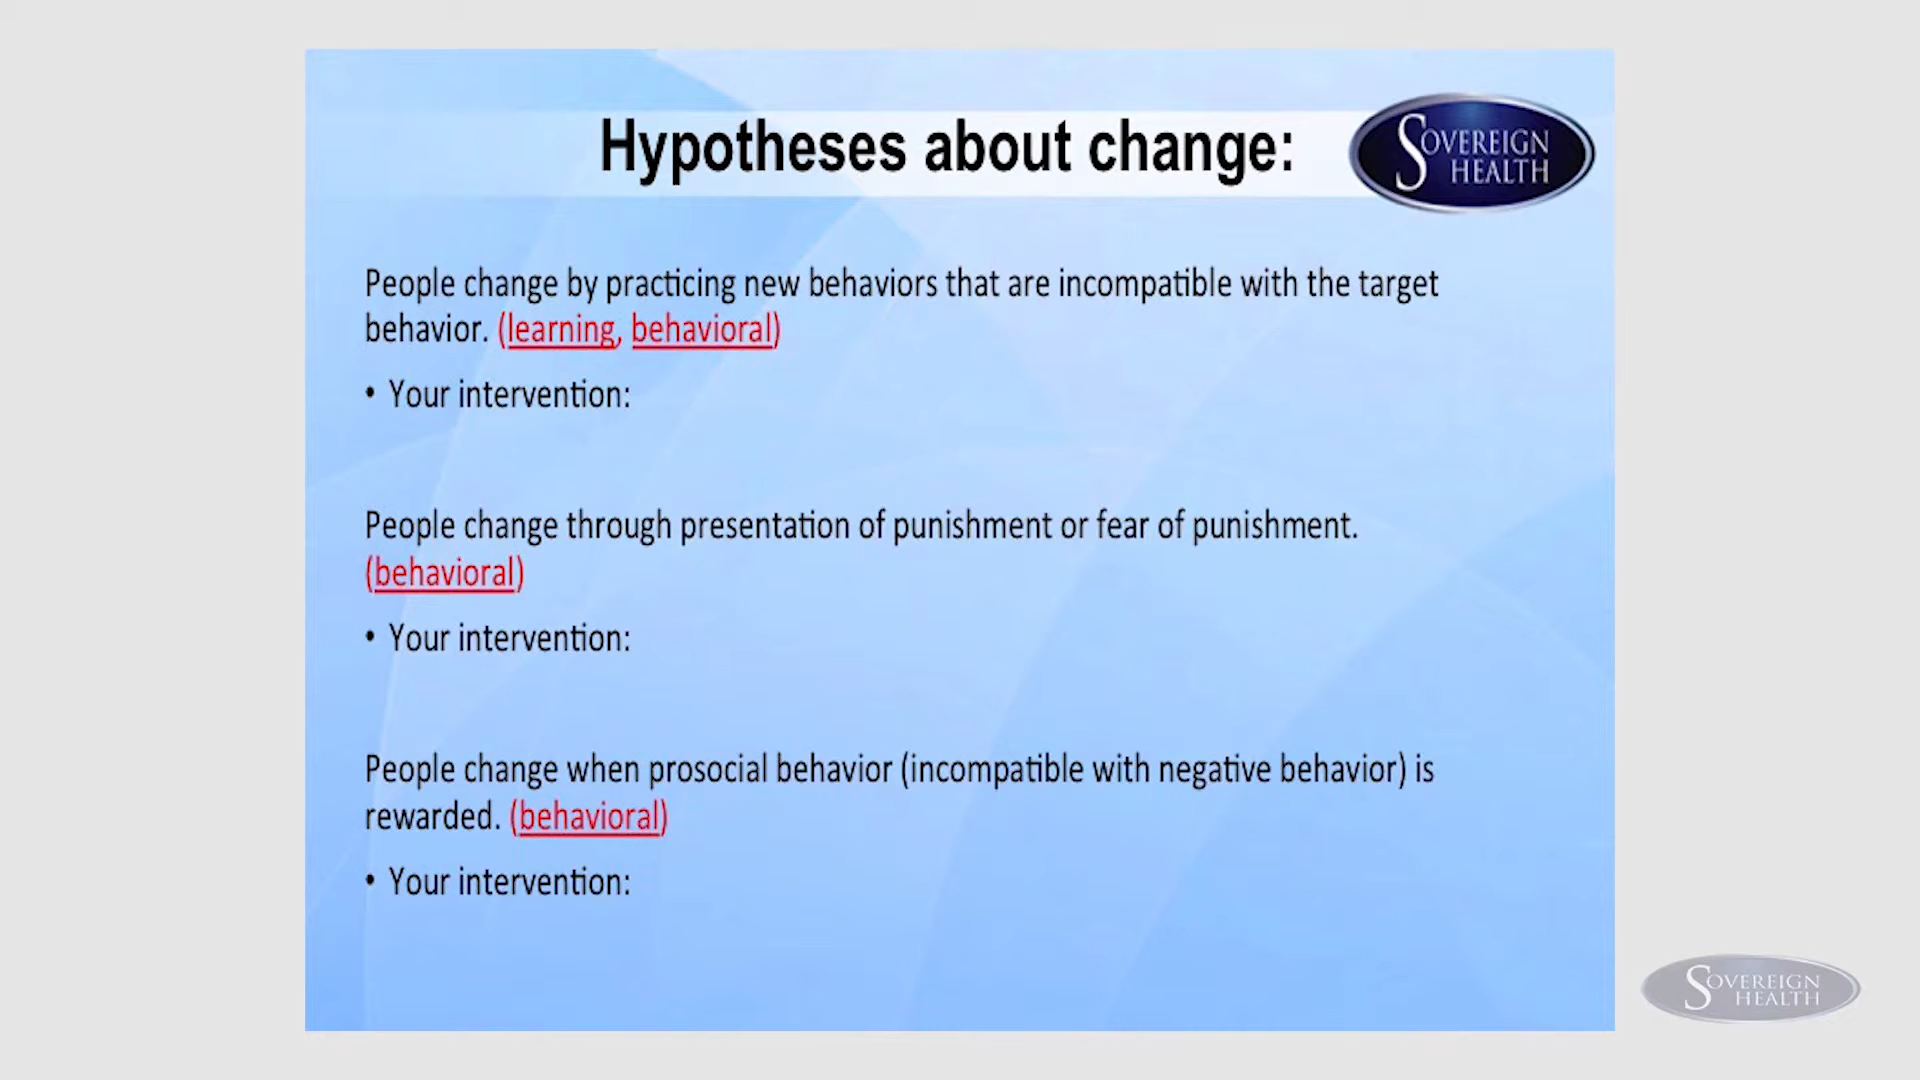 Hypotheses about change:
SOVEREIGN
HEALTH
People change by practicing new behaviors that are incompatible with the target
behavior. (learning, behavioral)
• Your intervention:
People change through presentation of punishment or fear of punishment.
(behavioral)
• Your intervention:
People change when prosocial behavior (incompatible with negative behavior) is
rewarded. (behavioral)
• Your intervention:
SOVEREIGN
HEALTH